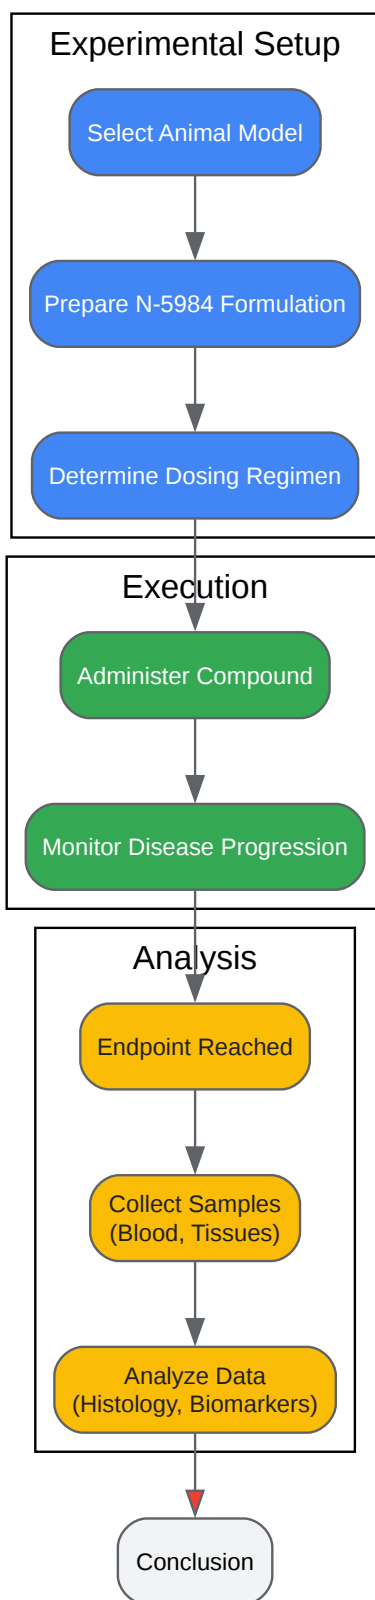 Experimental Setup
Select Animal Model
Prepare N-5984 Formulation
Determine Dosing Regimen
Execution
Administer Compound
Monitor Disease Progression
Analysis
Endpoint Reached
Collect Samples
(Blood, Tissues)
Analyze Data
(Histology, Biomarkers)
Conclusion